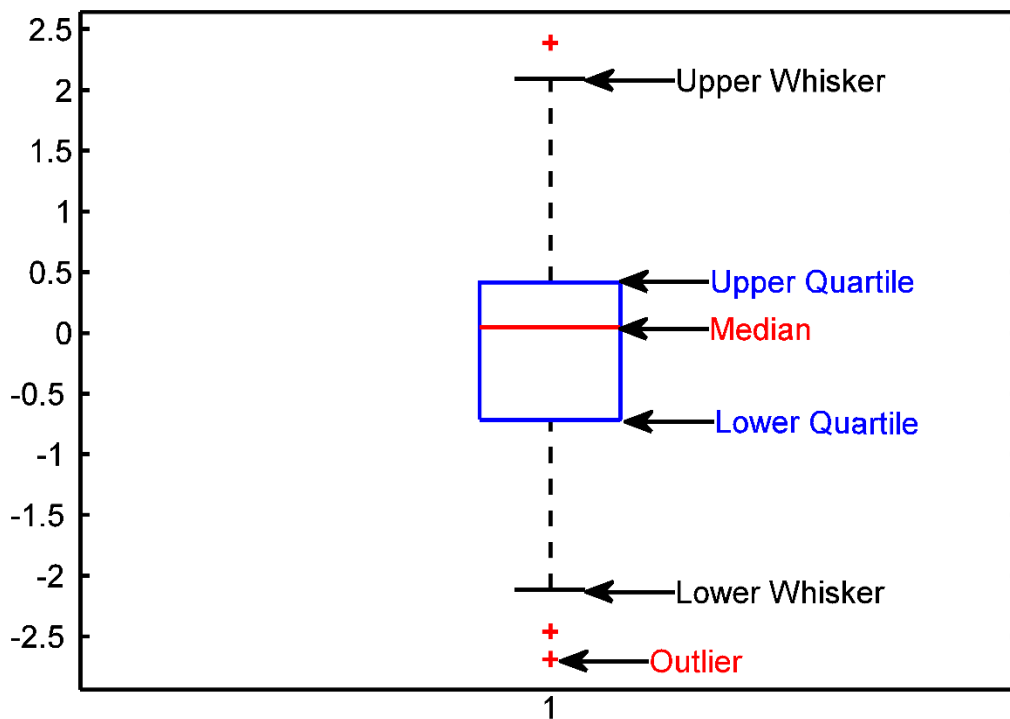 2.5
2
Upper Whisker
1.5
1
0.5
Upper Quartile
0
Median
-0.5
Lower Quartile
-1
-1.5
-2
Lower Whisker
-2.5
Outlier
1